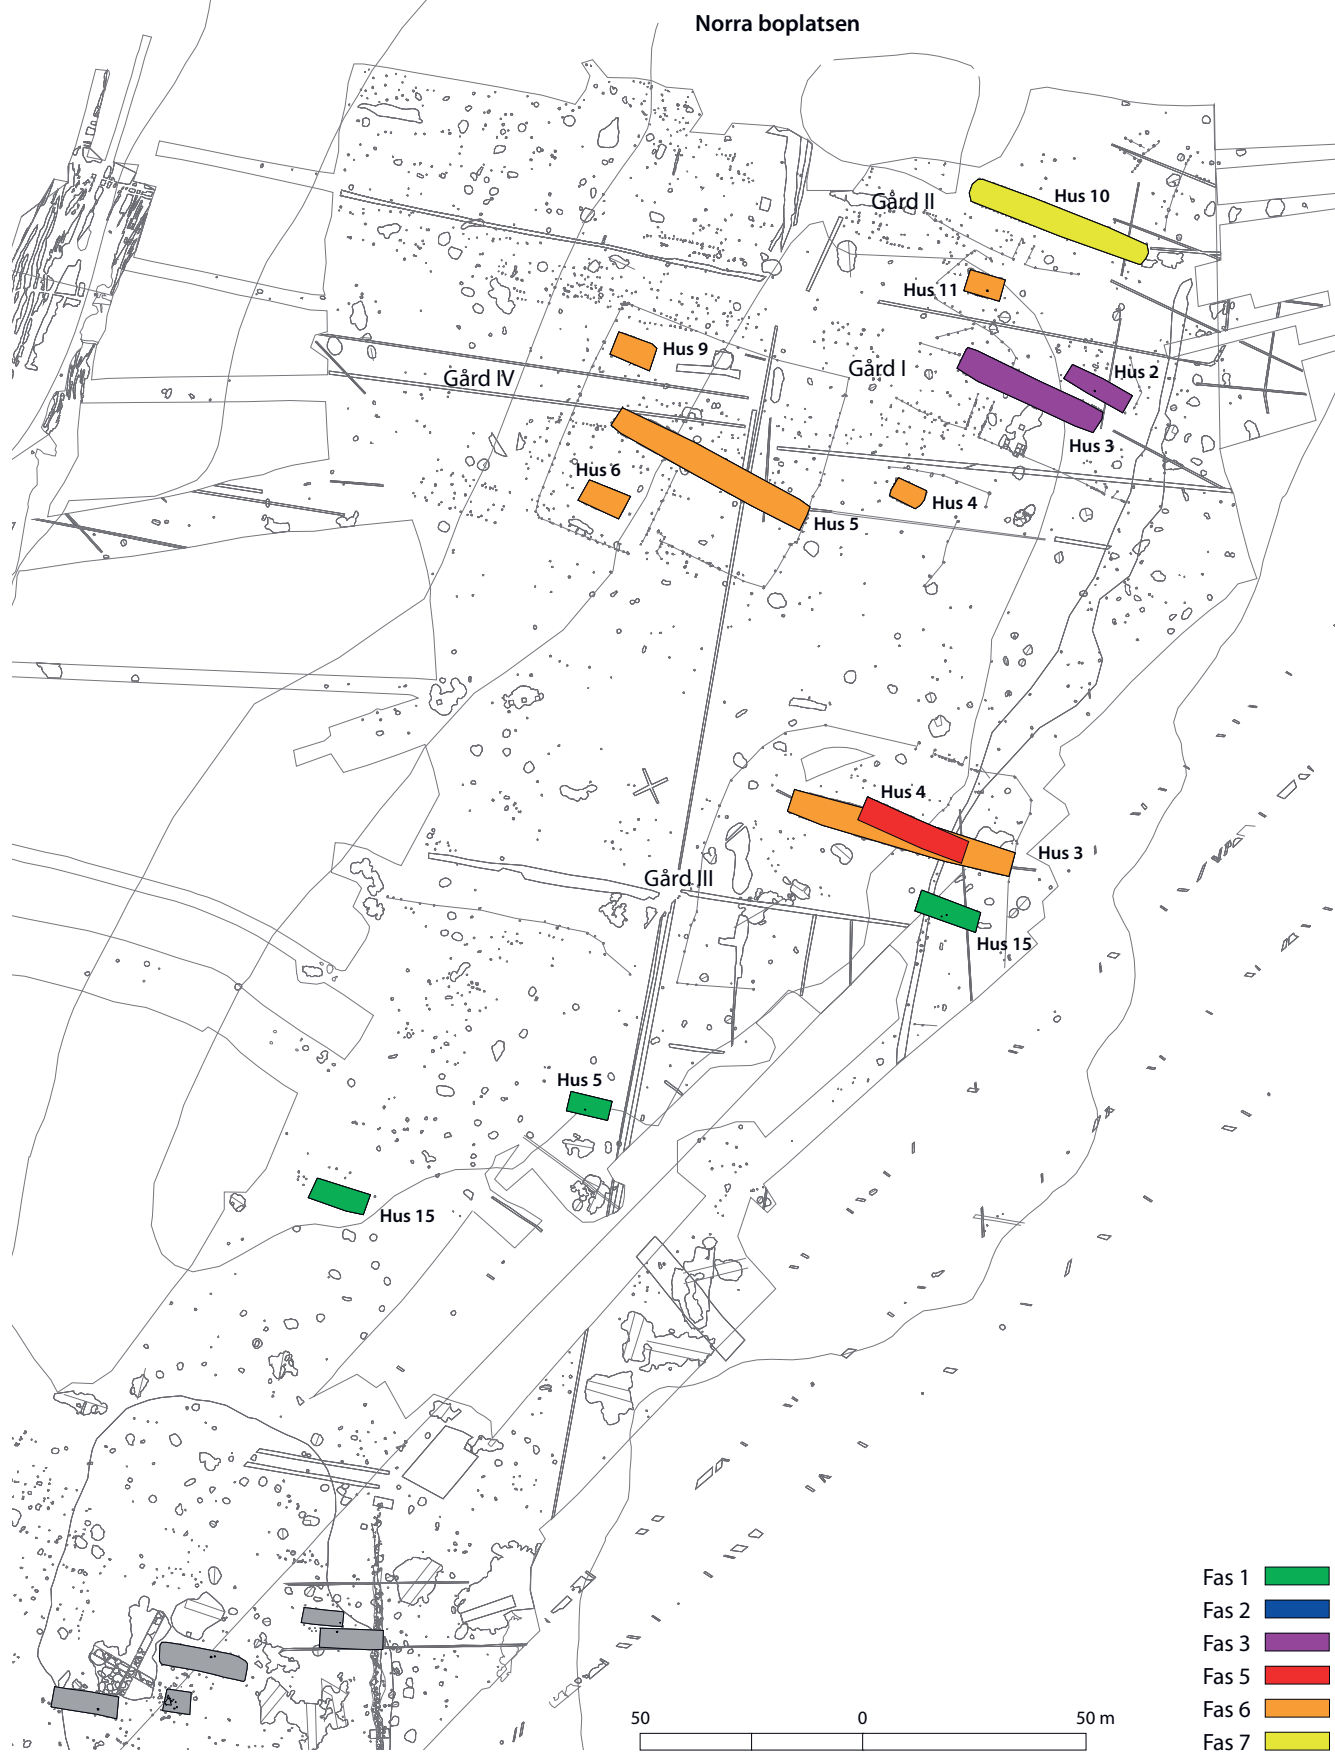 Norra boplatsen
Hus 10
Gård II
Hus 11
Hus 9
Gård I
Hus 2
Gård IV
Hus 3
Hus 6
Hus 4
Hus 5
Hus 4
Hus 3
Gård III
Hus 15
Hus 5
Hus 15
Fas 1
Fas 2
Fas 3
Fas 5
Fas 6
Fas 7
50 0 50 m